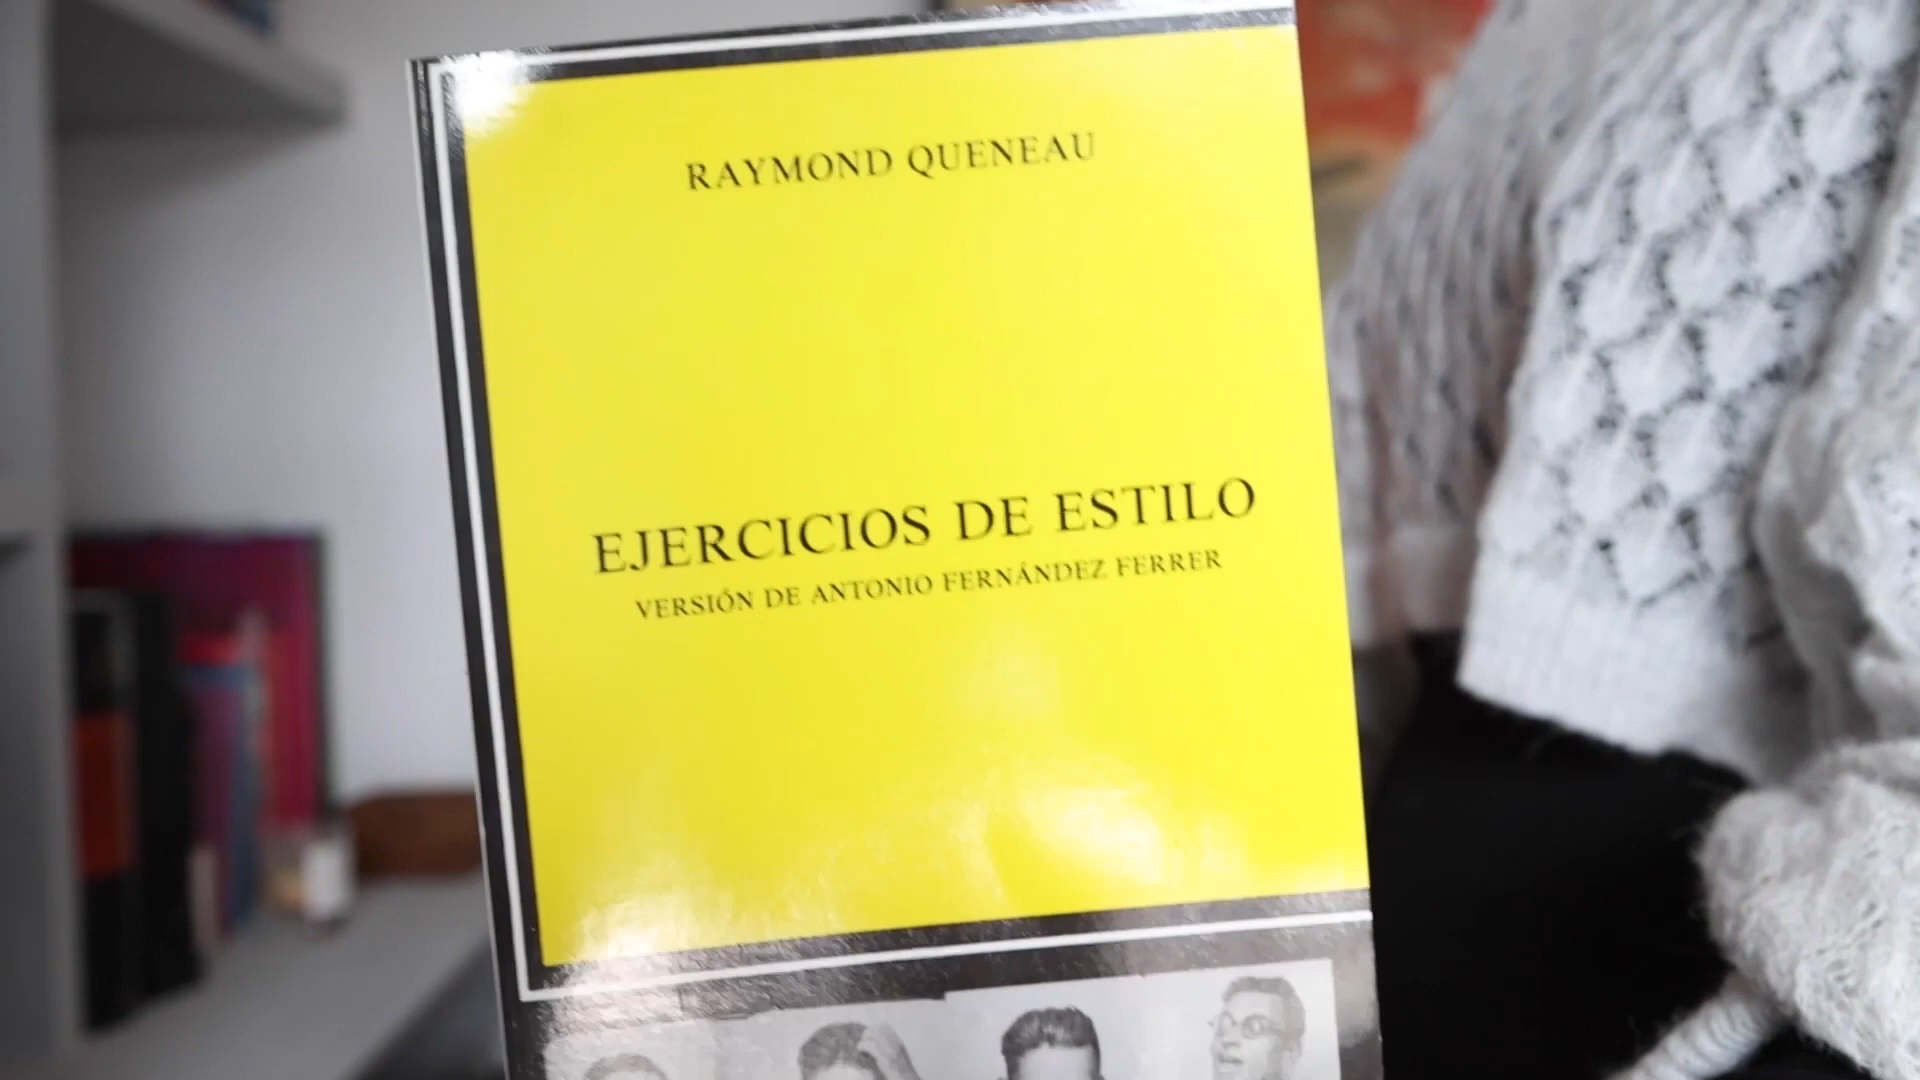 RAYMOND QUENEAU
EJERCICIOS DE ESTILO
VERSIÓN DE ANTONIO FERNÁNDEZ FERRER